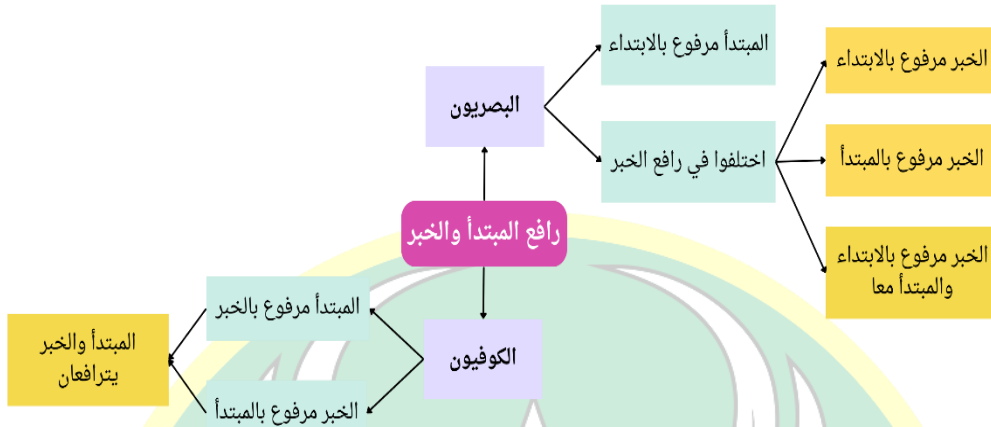 المبتدأ مرفوع بالابتداء
الخبر مرفوع بالابتداء
البصريون
اختلفوا في رافع الخبر
الخبر مرفوع بالمبتدأ
رافع المبتدأ والخبر
الخبر مرفوع بالابتداء
والمبتدأ معا
المبتدأ مرفوع بالخبر
الكوفيون
المبتدأ والخبر
يترافعان
الخبر مرفوع بالمبتدأ